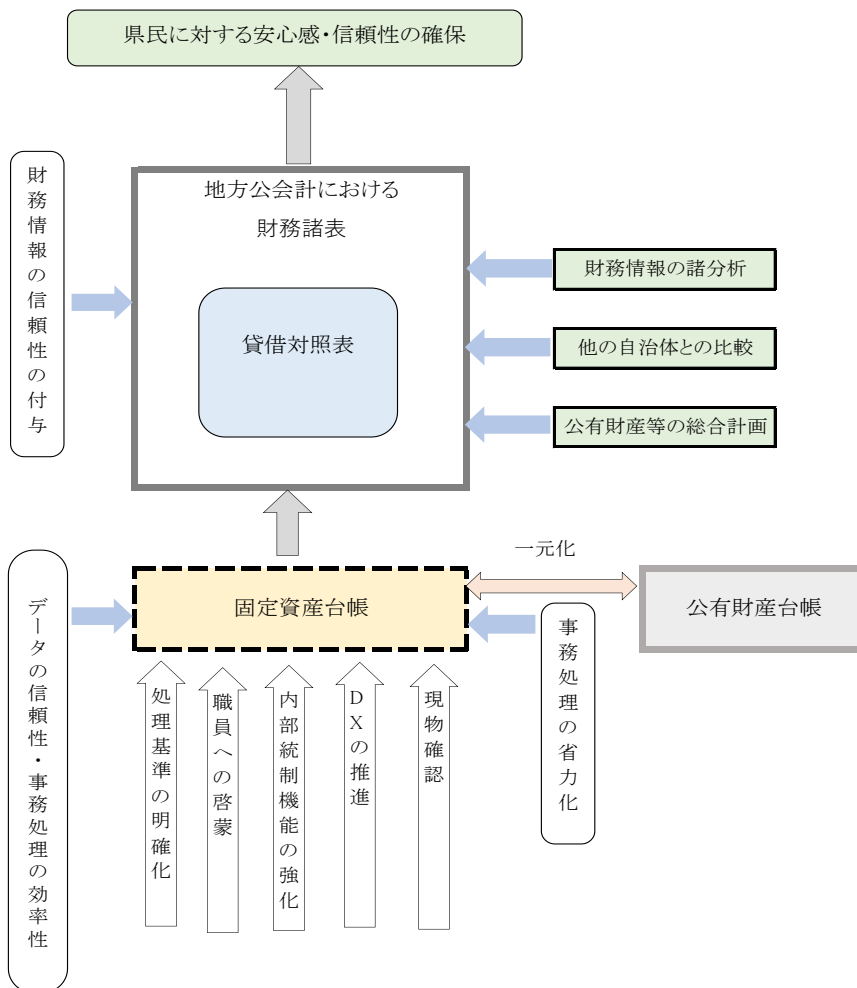 県民に対する安心感・信頼性の確保
財務情報の信頼性の付与
地方公会計における
財務諸表
貸借対照表
財務情報の諸分析
他の自治体との比較
公有財産等の総合計画
一元化
データの信頼性・事務処理の効率性
固定資産台帳
事務処理の省力化
公有財産台帳
処理基準の明確化
職員への啓蒙
内部統制機能の強化
DXの推進
現物確認